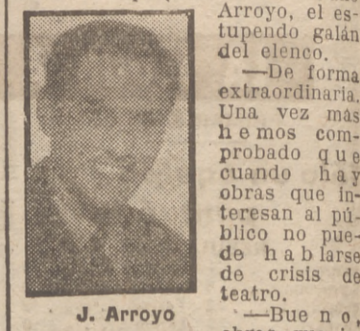 Arroyo, el es-
tupendo galán
del elenco.
—De forma
extraordinaria.
Una vez más
hemos com-
probado que
cuando hay
obras que in-
teresan al pú-
blico no pue-
de hablarse
de crisis de
teatro.
—Bueno,
J. Arroyo